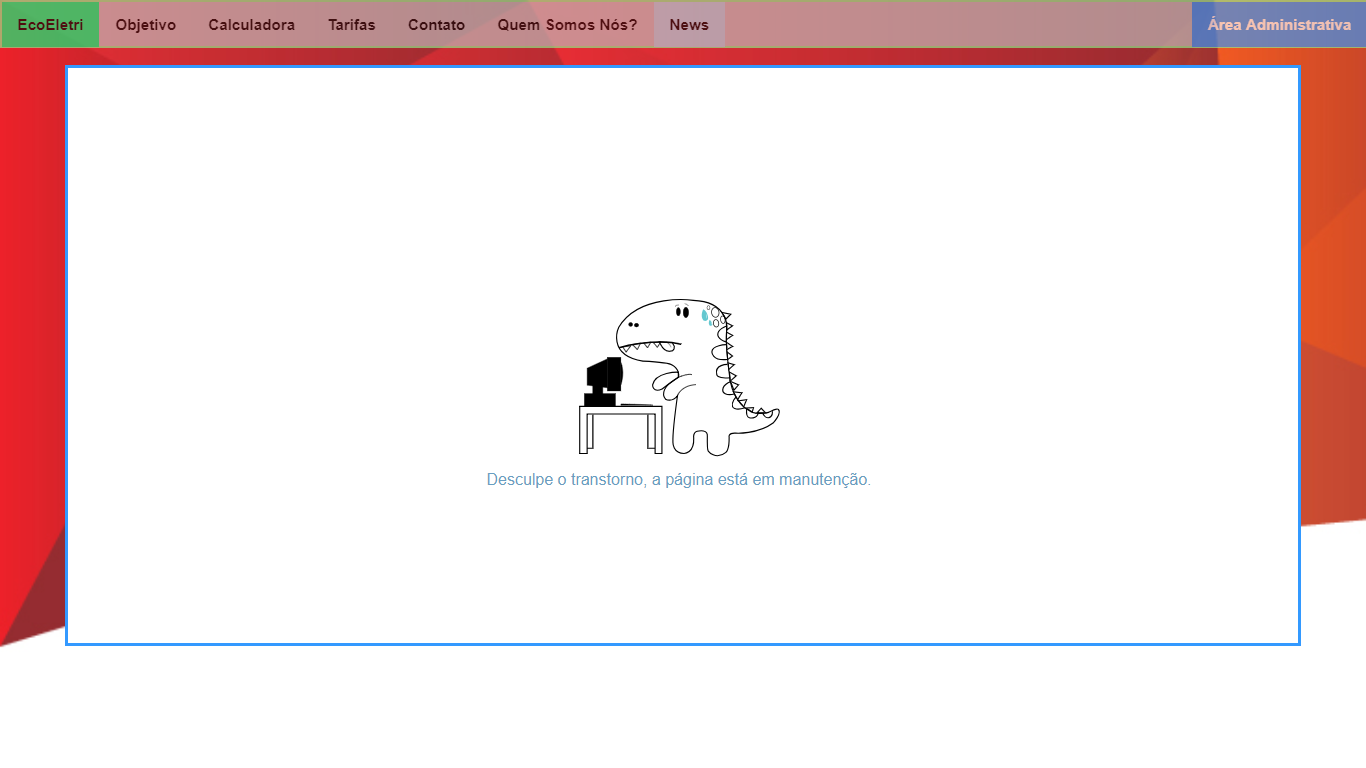 EcoEletri Objetivo Calculadora Tarifas Contato Quem Somos Nós? News Área Administrativa
Desculpe o transtorno, a página está em manutenção.